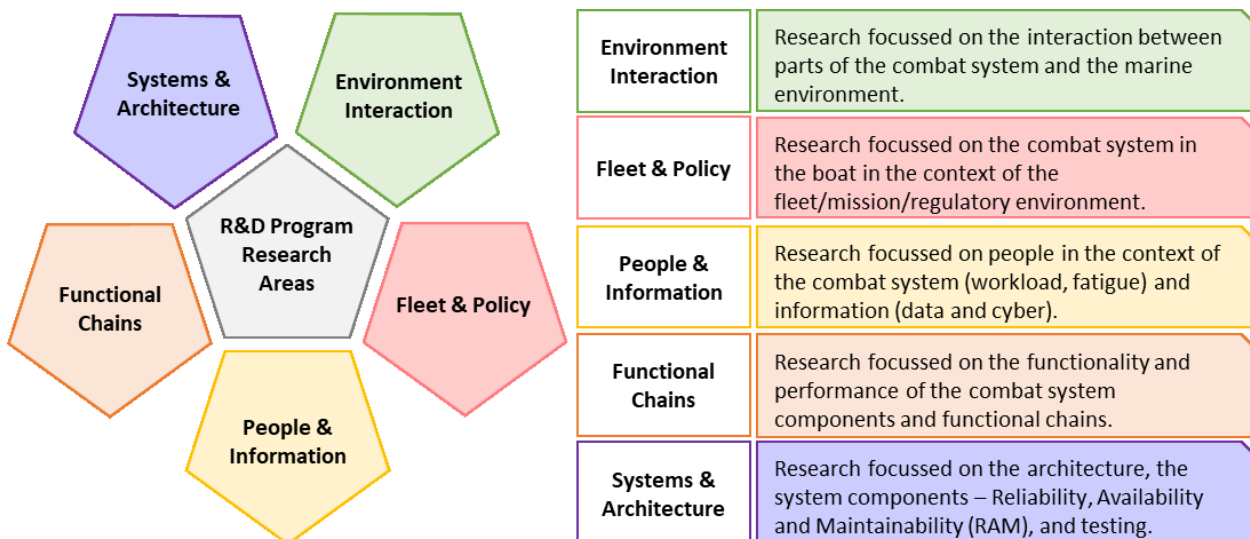 Systems &
Architecture
Environment
Interaction
R&D Program
Research
Areas
Functional
Chains
Fleet & Policy
People &
Information
Environment
Interaction
Research focussed on the interaction between
parts of the combat system and the marine
environment.
Fleet & Policy
Research focussed on the combat system in
the boat in the context of the
fleet/mission/regulatory environment.
People &
Information
Research focussed on people in the context of
the combat system (workload, fatigue) and
information (data and cyber).
Functional
Chains
Research focussed on the functionality and
performance of the combat system
components and functional chains.
Systems &
Architecture
Research focussed on the architecture, the
system components – Reliability, Availability
and Maintainability (RAM), and testing.